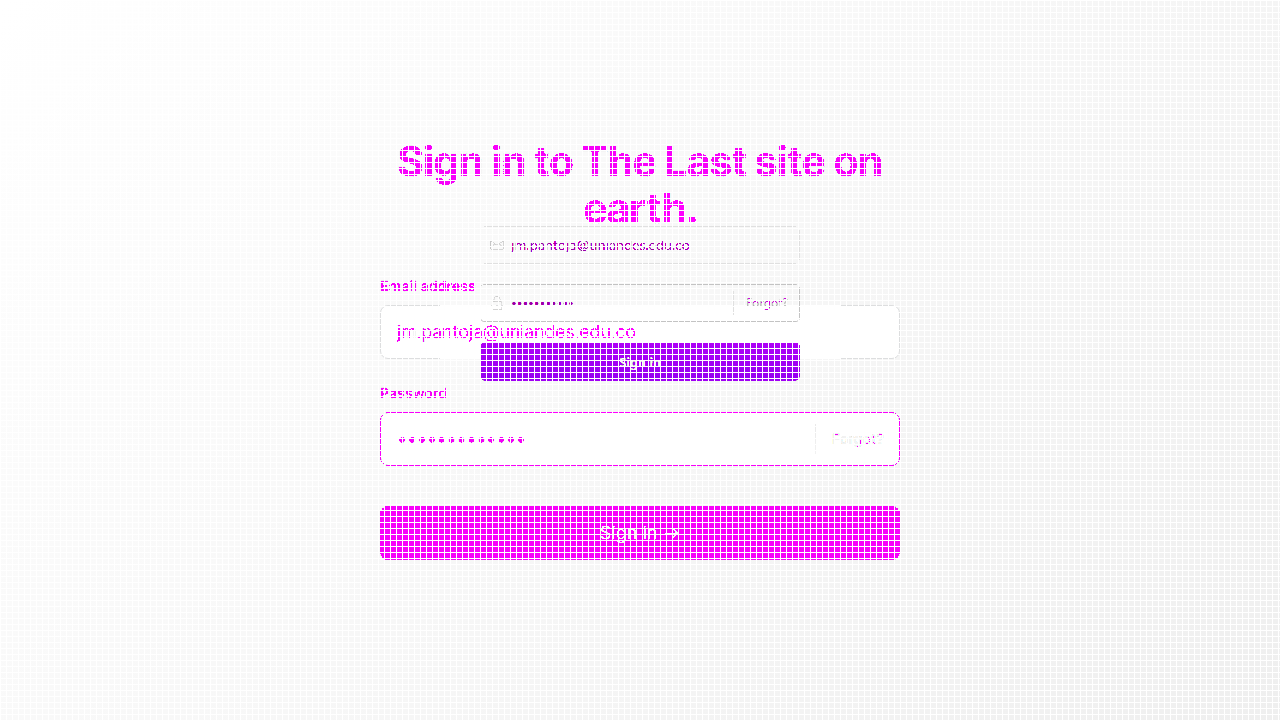 Sign in to The Last site on
earth.
jm.pantoja@uniandes.edu.co
Email address
••••••••••• Forgot?
jm.pantoja@uniandes.edu.co
Sign in
Password
••••••••••••• Forgot?
Sign in →